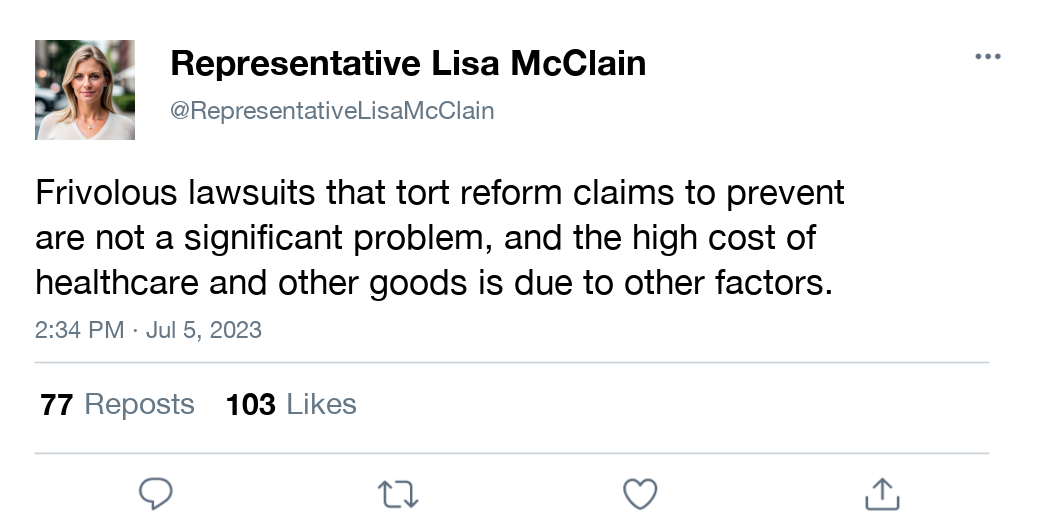 Representative Lisa McClain
@RepresentativeLisaMcClain
Frivolous lawsuits that tort reform claims to prevent
are not a significant problem, and the high cost of
healthcare and other goods is due to other factors.
2:34 PM · Jul 5, 2023
77 Reposts 103 Likes